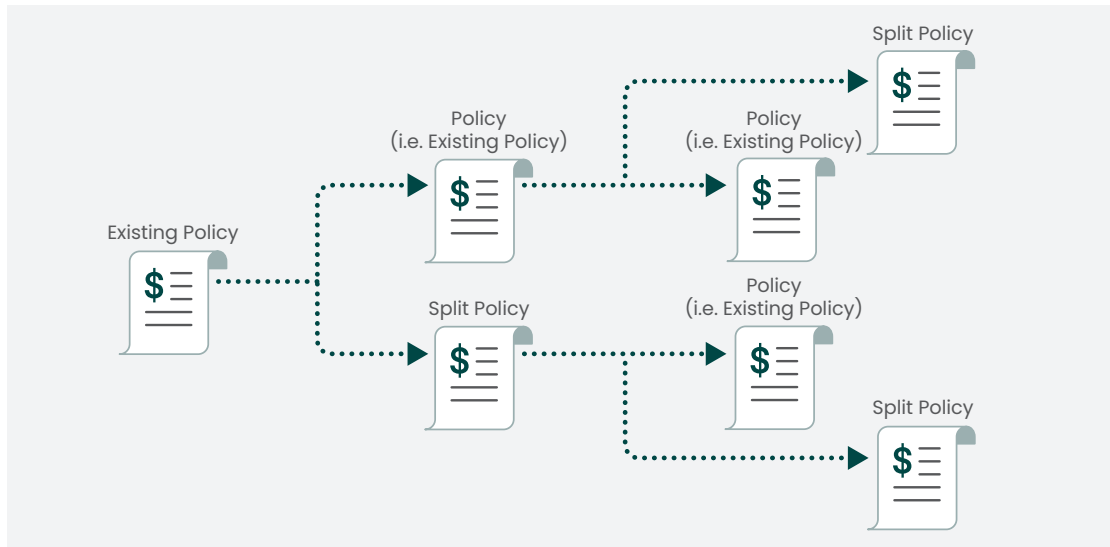 Split Policy
Policy
(i.e. Existing Policy)
$
Policy
(i.e. Existing Policy)
$
$
Existing Policy
$
Split Policy
$
Policy
(i.e. Existing Policy)
$
Split Policy
$